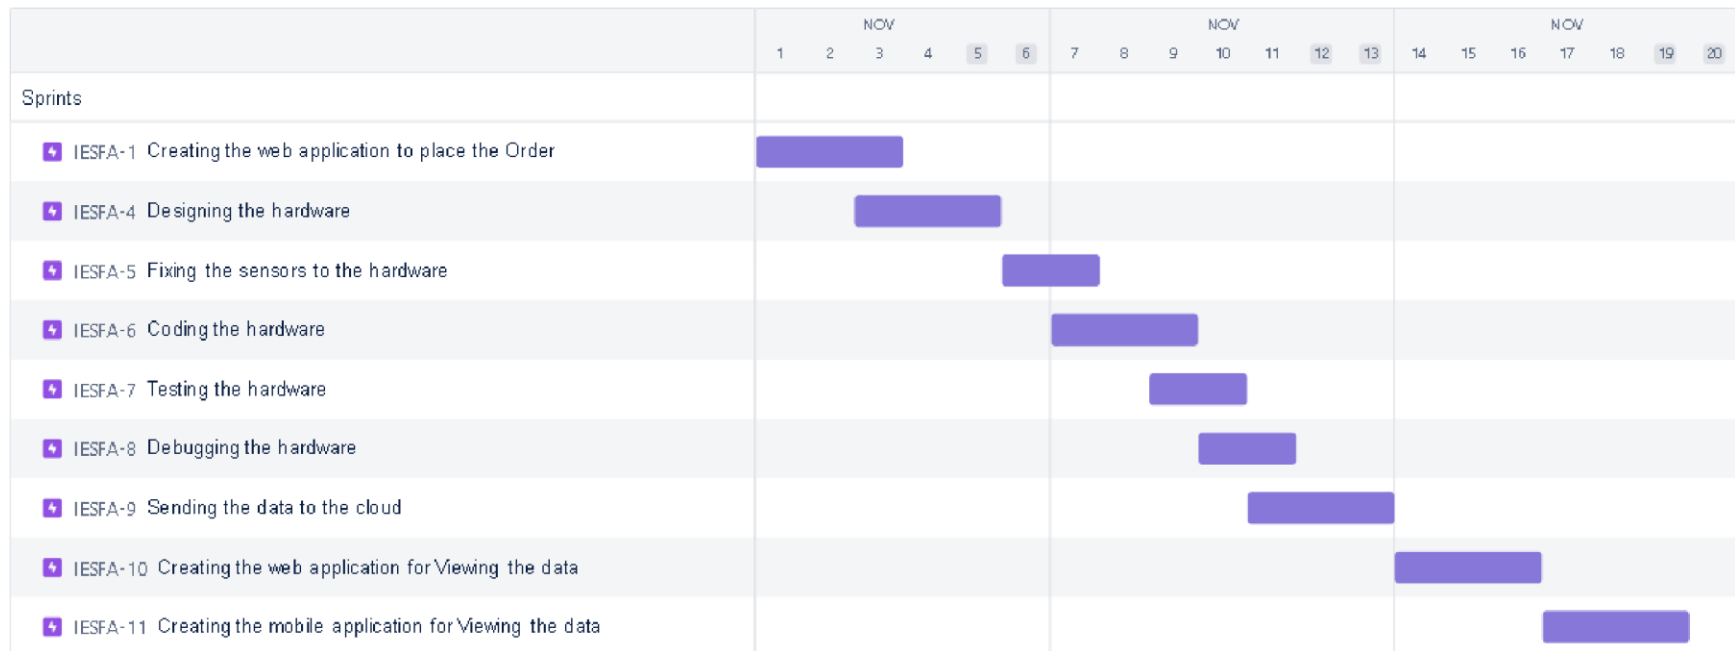 NOV NOV NOV
1 2 3 4 5 6 7 8 9 10 11 12 13 14 15 16 17 18 19 20
Sprints
IESFA-1 Creating the web application to place the Order
IESFA-4 Designing the hardware
IESFA-5 Fixing the sensors to the hardware
IESFA-6 Coding the hardware
IESFA-7 Testing the hardware
IESFA-8 Debugging the hardware
IESFA-9 Sending the data to the cloud
IESFA-10 Creating the web application for Viewing the data
IESFA-11 Creating the mobile application for Viewing the data